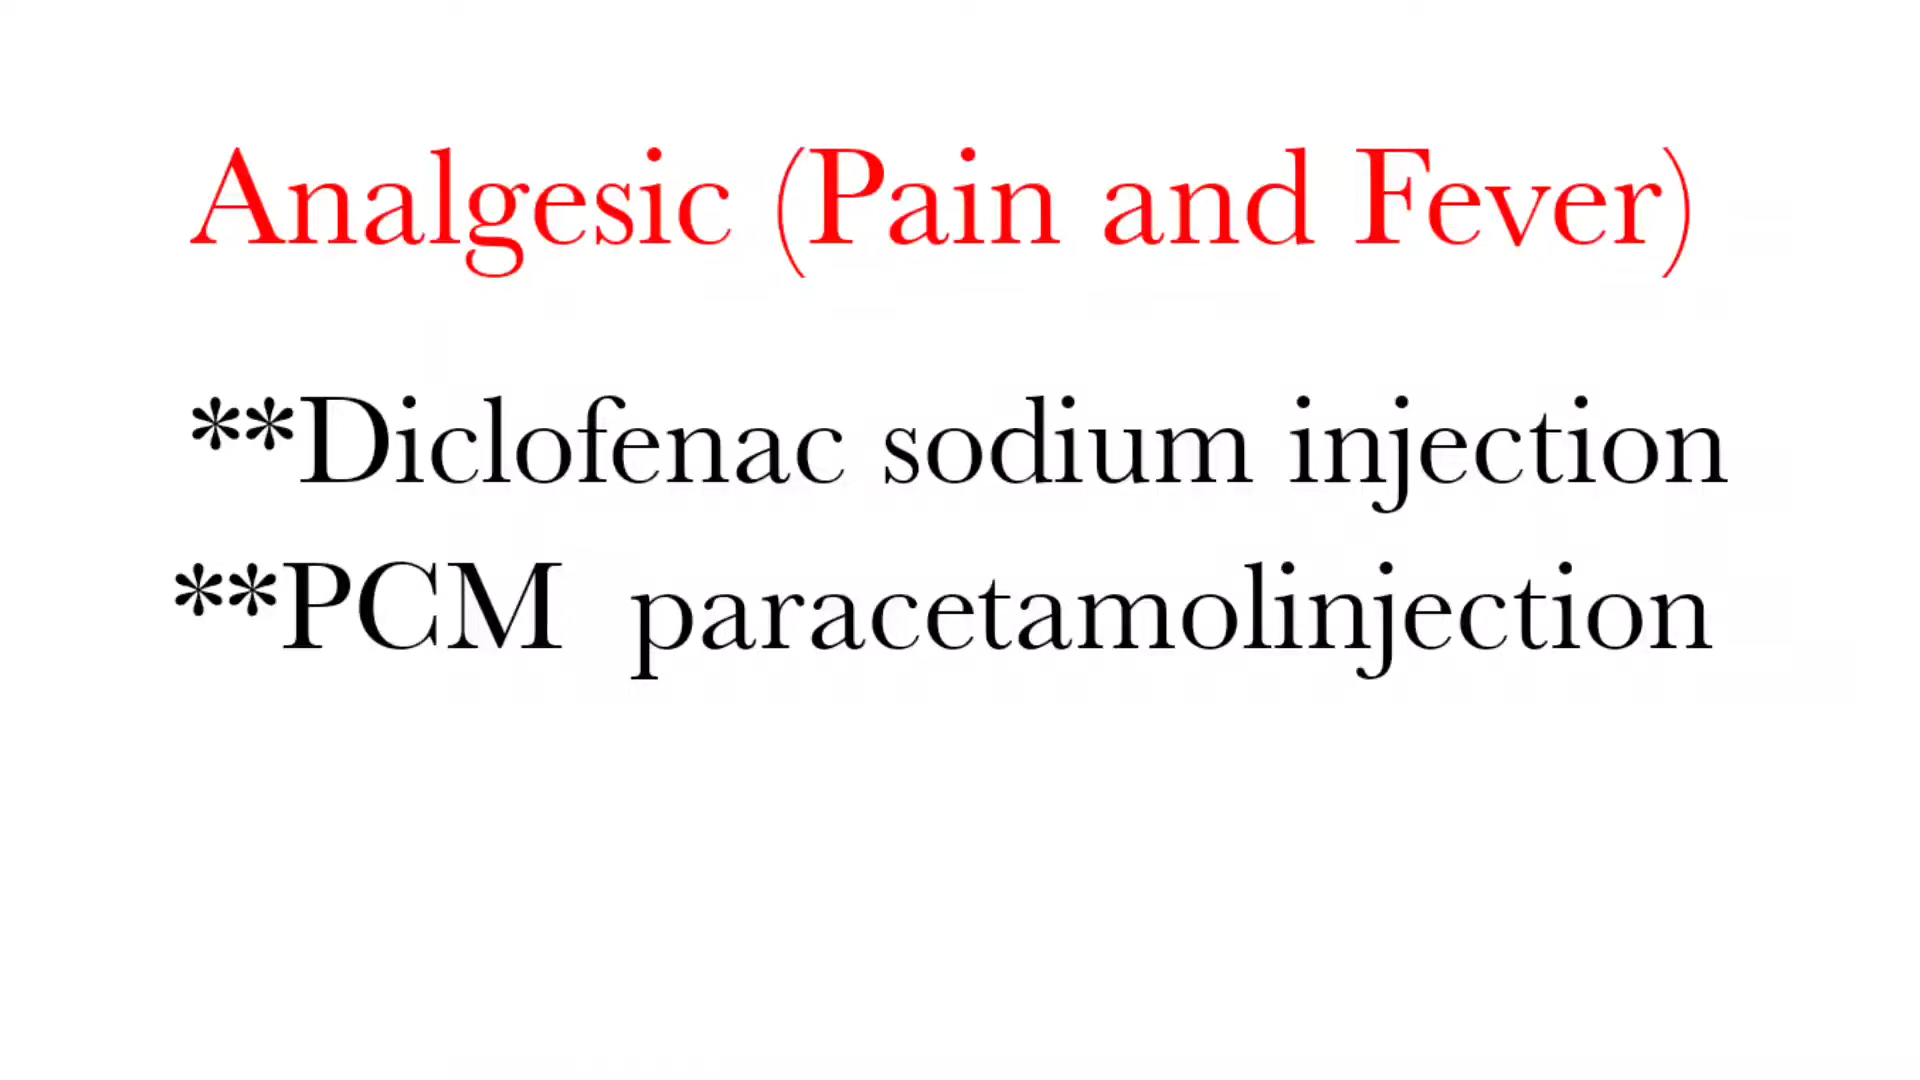 Analgesic (Pain and Fever)
**Diclofenac sodium injection
**PCM  paracetamolinjection